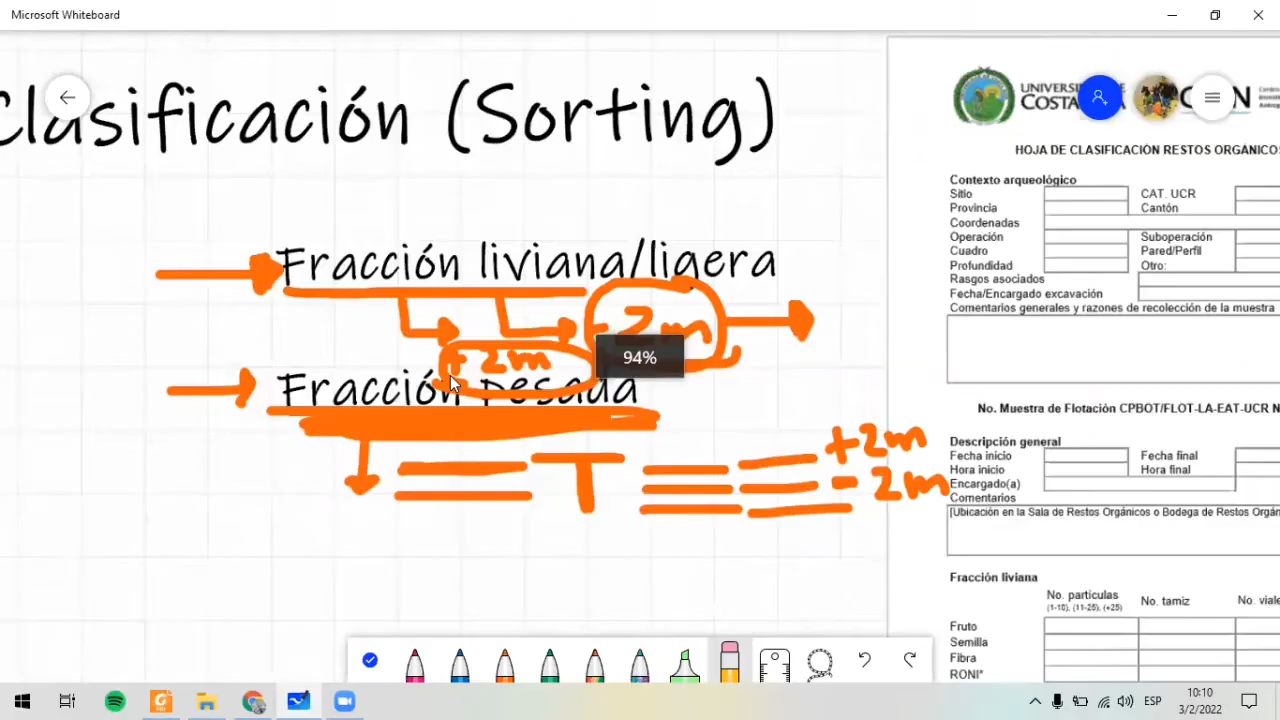 Microsoft Whiteboard
Clasificación (Sorting)
Fracción liviana/ligera
- 2m
+ 2m
94%
Fracción pesada
T
+2m
- 2m
UNIVERSI DE
COSTA
HOJA DE CLASIFICACIÓN RESTOS ORGÁNICOS
Contexto arqueológico
Sitio CAT. UCR
Provincia Cantón
Coordenadas
Operación Suboperación
Cuadro Pared/Perfil
Profundidad Otro:
Rasgos asociados
Fecha/Encargado excavación
Comentarios generales y razones de recolección de la muestra
No. Muestra de Flotación CPBOT/FLOT-LA-EAT-UCR N
Descripción general
Fecha inicio Fecha final
Hora inicio Hora final
Encargado(a)
Comentarios
[Ubicación en la Sala de Restos Orgánicos o Bodega de Restos Orgán
Fracción liviana
No. partículas No. tamiz No. viale
(1-10), (11-25), (+25)
Fruto
Semilla
Fibra
RONI*
ESP
10:10
3/2/2022